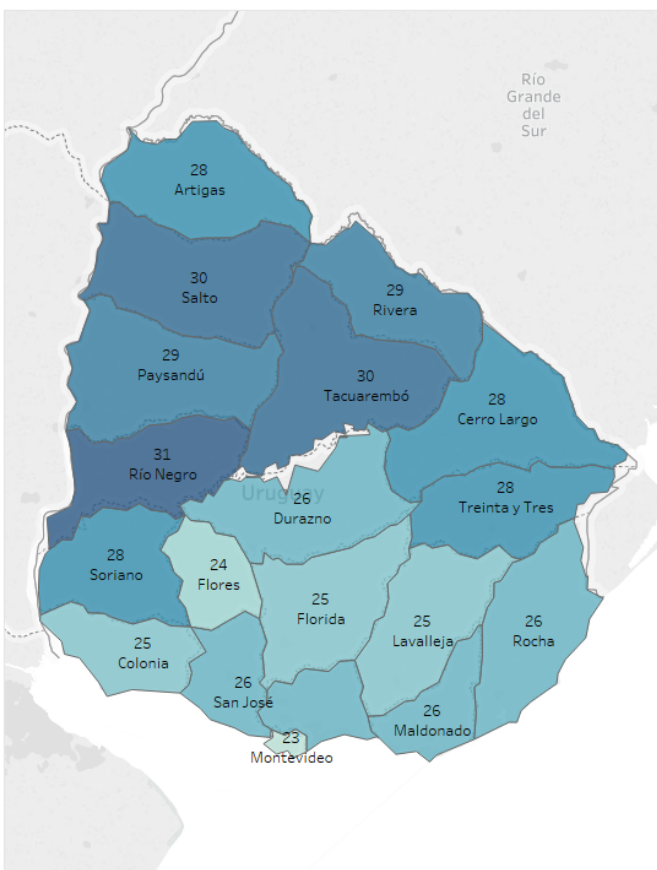 Río
Grande
del
Sur
28
Artigas
30
Salto
29
Rivera
29
Paysandú
30
Tacuarembó
28
Cerro Largo
31
Río Negro
Uruguay
26
Durazno
28
Treinta y Tres
28
Soriano
24
Flores
25
Florida
25
Lavalleja
26
Rocha
25
Colonia
26
San José
26
Maldonado
23
Montevideo